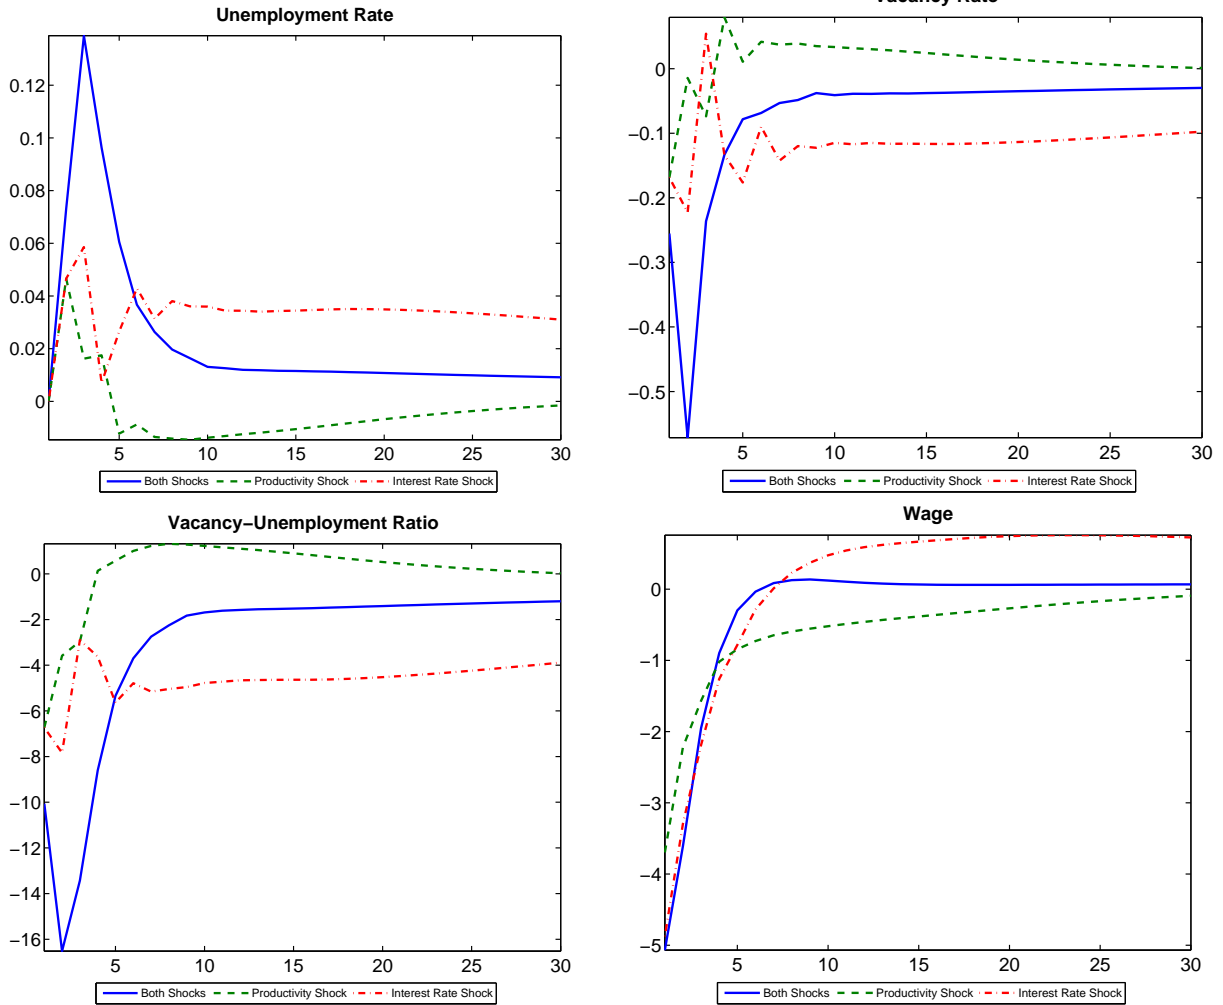 Unemployment Rate
5 10 15 20 25 30
0
0.02
0.04
0.06
0.08
0.1
0.12
Both Shocks Productivity Shock Interest Rate Shock
Vacancy Rate
5 10 15 20 25 30
−0.5
−0.4
−0.3
−0.2
−0.1
0
Both Shocks Productivity Shock Interest Rate Shock
Vacancy−Unemployment Ratio
5 10 15 20 25 30
−16
−14
−12
−10
−8
−6
−4
−2
0
Both Shocks Productivity Shock Interest Rate Shock
Wage
5 10 15 20 25 30
−5
−4
−3
−2
−1
0
Both Shocks Productivity Shock Interest Rate Shock